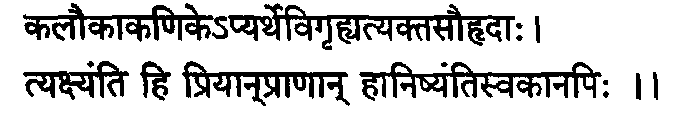 कलौकाकणिकेऽप्यर्थेविगृह्यत्यक्तसौहृदाः।
त्यक्ष्यंति हि प्रियान्प्राणान् हानिष्यंतिस्वकानपिः ।।